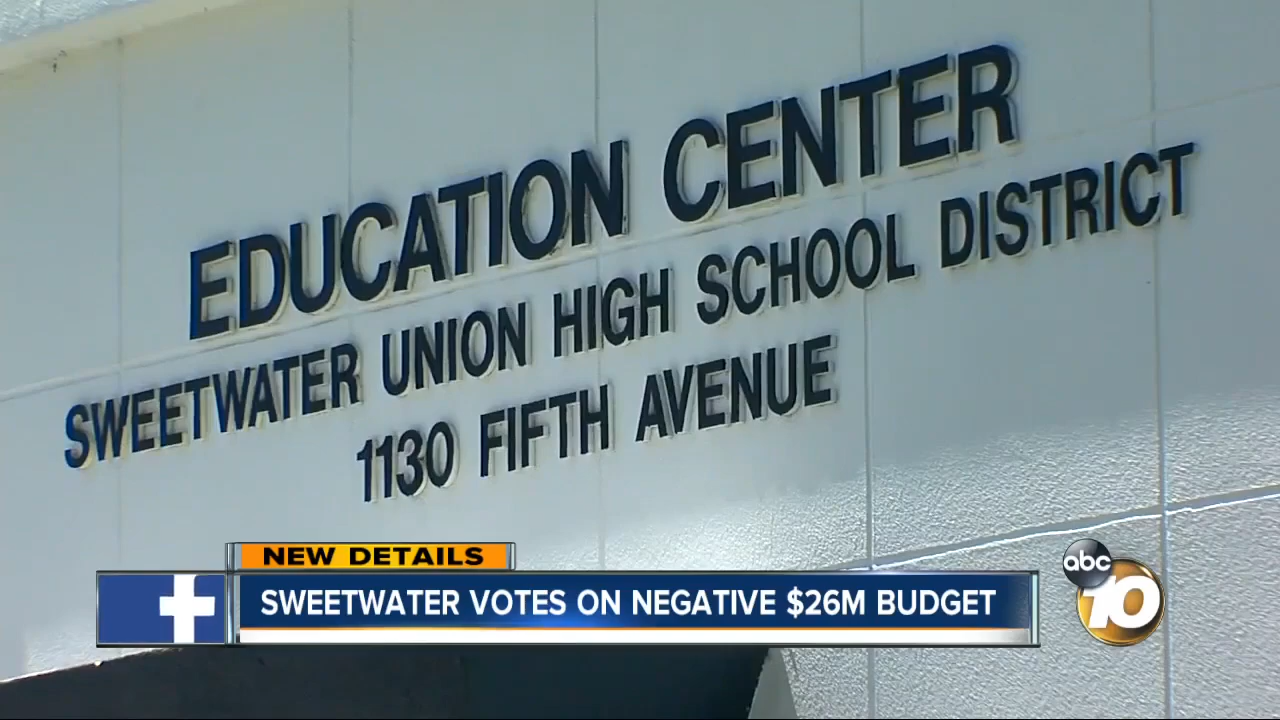 EDUCATION CENTER
SWEETWATER UNION HIGH SCHOOL DISTRICT
1130 FIFTH AVENUE
NEW DETAILS
SWEETWATER VOTES ON NEGATIVE $26M BUDGET
abc
10